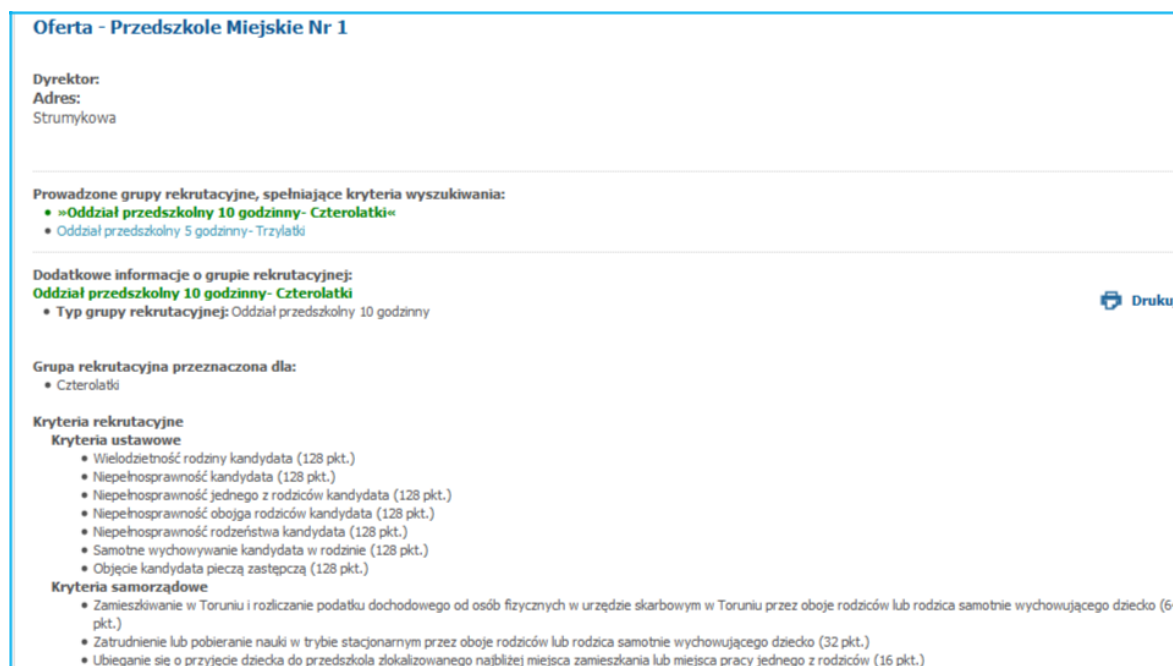 Oferta - Przedszkole Miejskie Nr 1
Dyrektor:
Adres:
Strumykowa
Prowadzone grupy rekrutacyjne, spełniające kryteria wyszukiwania:
• »Oddział przedszkolny 10 godzinny- Czterolatki«
• Oddział przedszkolny 5 godzinny- Trzylatki
Dodatkowe informacje o grupie rekrutacyjnej:
Oddział przedszkolny 10 godzinny- Czterolatki
Druku
• Typ grupy rekrutacyjnej: Oddział przedszkolny 10 godzinny
Grupa rekrutacyjna przeznaczona dla:
• Czterolatki
Kryteria rekrutacyjne
Kryteria ustawowe
• Wielodzietność rodziny kandydata (128 pkt.)
• Niepełnosprawność kandydata (128 pkt.)
• Niepełnosprawność jednego z rodziców kandydata (128 pkt.)
• Niepełnosprawność obojga rodziców kandydata (128 pkt.)
• Niepełnosprawność rodzeństwa kandydata (128 pkt.)
• Samotne wychowywanie kandydata w rodzinie (128 pkt.)
• Objęcie kandydata pieczą zastępczą (128 pkt.)
Kryteria samorządowe
• Zamieszkiwanie w Toruniu i rozliczanie podatku dochodowego od osób fizycznych w urzędzie skarbowym w Toruniu przez oboje rodziców lub rodzica samotnie wychowującego dziecko (6
pkt.)
• Zatrudnienie lub pobieranie nauki w trybie stacjonarnym przez oboje rodziców lub rodzica samotnie wychowującego dziecko (32 pkt.)
• Ubieganie się o przyjęcie dziecka do przedszkola zlokalizowanego najbliżej miejsca zamieszkania lub miejsca pracy jednego z rodziców (16 pkt.)